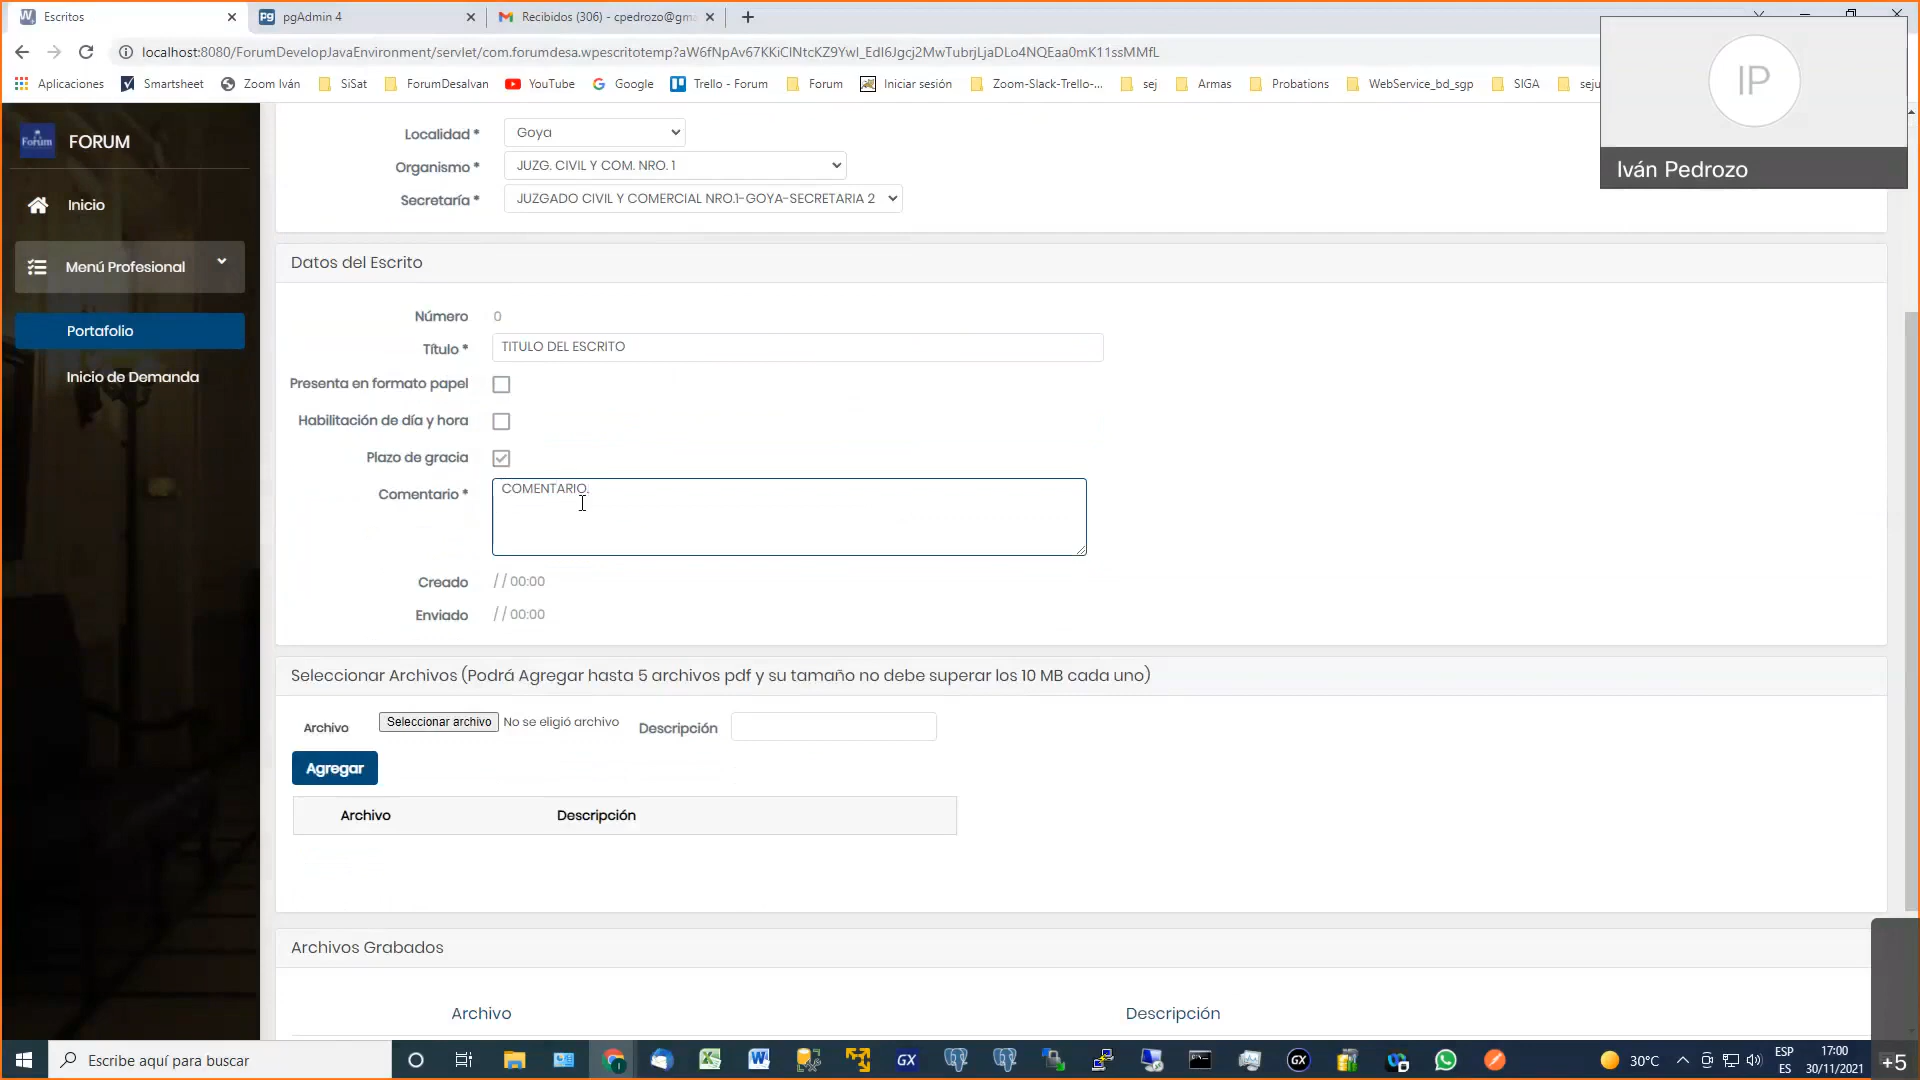 Escritos
pgAdmin 4
Recibidos (306) - cpedrozo@gm
localhost:8080/ForumDevelopJavaEnvironment/servlet/com.forumdesa.wpescritotemp?aW6fNpAv67KKiClNtcKZ9YwI_EdI6Jgcj2MwTubrjLjaDLo4NQEaa0mK11ssMMfL
Aplicaciones
Smartsheet
Zoom Iván
SiSat
ForumDesaIvan
YouTube
Google
Trello - Forum
Forum
Iniciar sesión
Zoom-Slack-Trello-...
sej
Armas
Probations
WebService_bd_sgp
SIGA
seju
IP
Iván Pedrozo
Forum
FORUM
Inicio
Menú Profesional
Portafolio
Inicio de Demanda
Localidad * Goya
Organismo * JUZG. CIVIL Y COM. NRO. 1
Secretaría * JUZGADO CIVIL Y COMERCIAL NRO.1-GOYA-SECRETARIA 2
Datos del Escrito
Número 0
Título * TITULO DEL ESCRITO
Presenta en formato papel
Habilitación de día y hora
Plazo de gracia
Comentario * COMENTARIO.
Creado // 00:00
Enviado // 00:00
Seleccionar Archivos (Podrá Agregar hasta 5 archivos pdf y su tamaño no debe superar los 10 MB cada uno)
Archivo Seleccionar archivo No se eligió archivo Descripción
Agregar
Archivo Descripción
Archivos Grabados
Archivo Descripción
Escribe aquí para buscar
GX
GX
30°C
ESP
ES
17:00
30/11/2021
+5